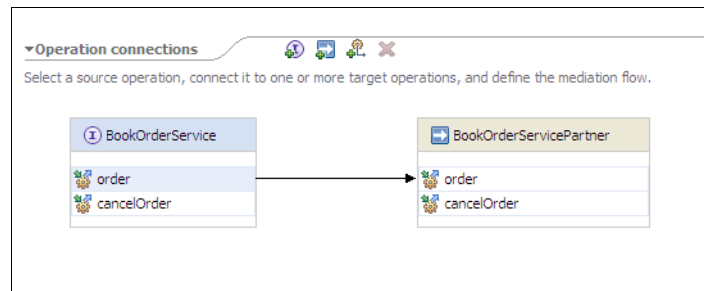 Operation connections
Select a source operation, connect it to one or more target operations, and define the mediation flow.
BookOrderService
BookOrderServicePartner
order
order
cancelOrder
cancelOrder